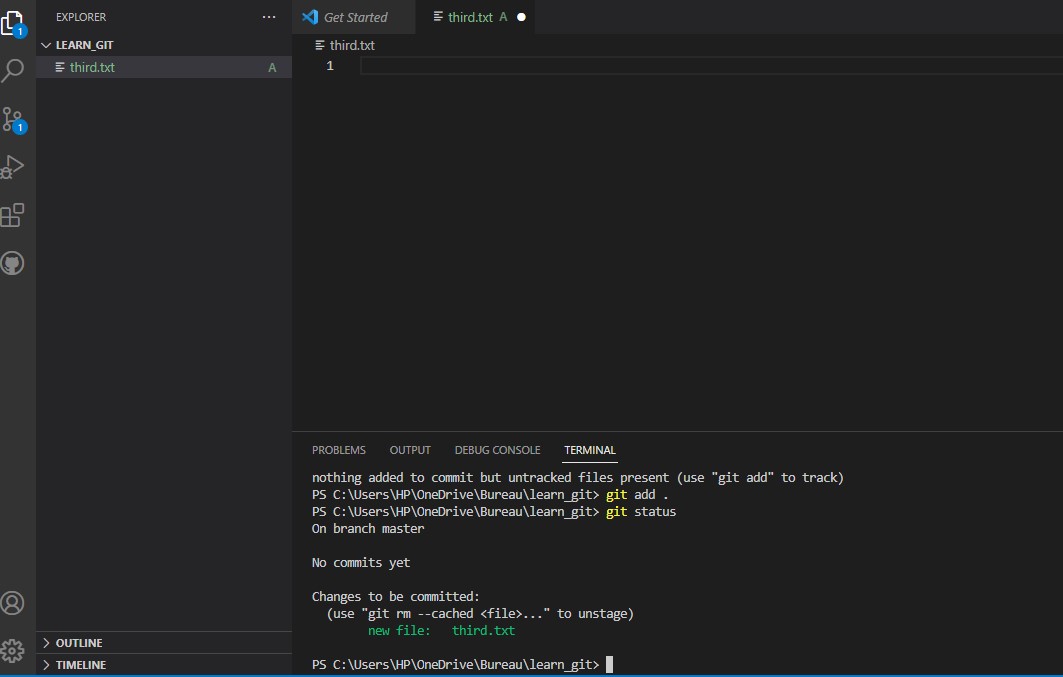 EXPLORER
···
LEARN_GIT
third.txt A
1
1
OUTLINE
TIMELINE
Get Started
third.txt A
third.txt
1
PROBLEMS OUTPUT DEBUG CONSOLE TERMINAL
nothing added to commit but untracked files present (use "git add" to track)
PS C:\Users\HP\OneDrive\Bureau\learn_git> git add .
PS C:\Users\HP\OneDrive\Bureau\learn_git> git status
On branch master
No commits yet
Changes to be committed:
(use "git rm --cached <file>..." to unstage)
new file: third.txt
PS C:\Users\HP\OneDrive\Bureau\learn_git>